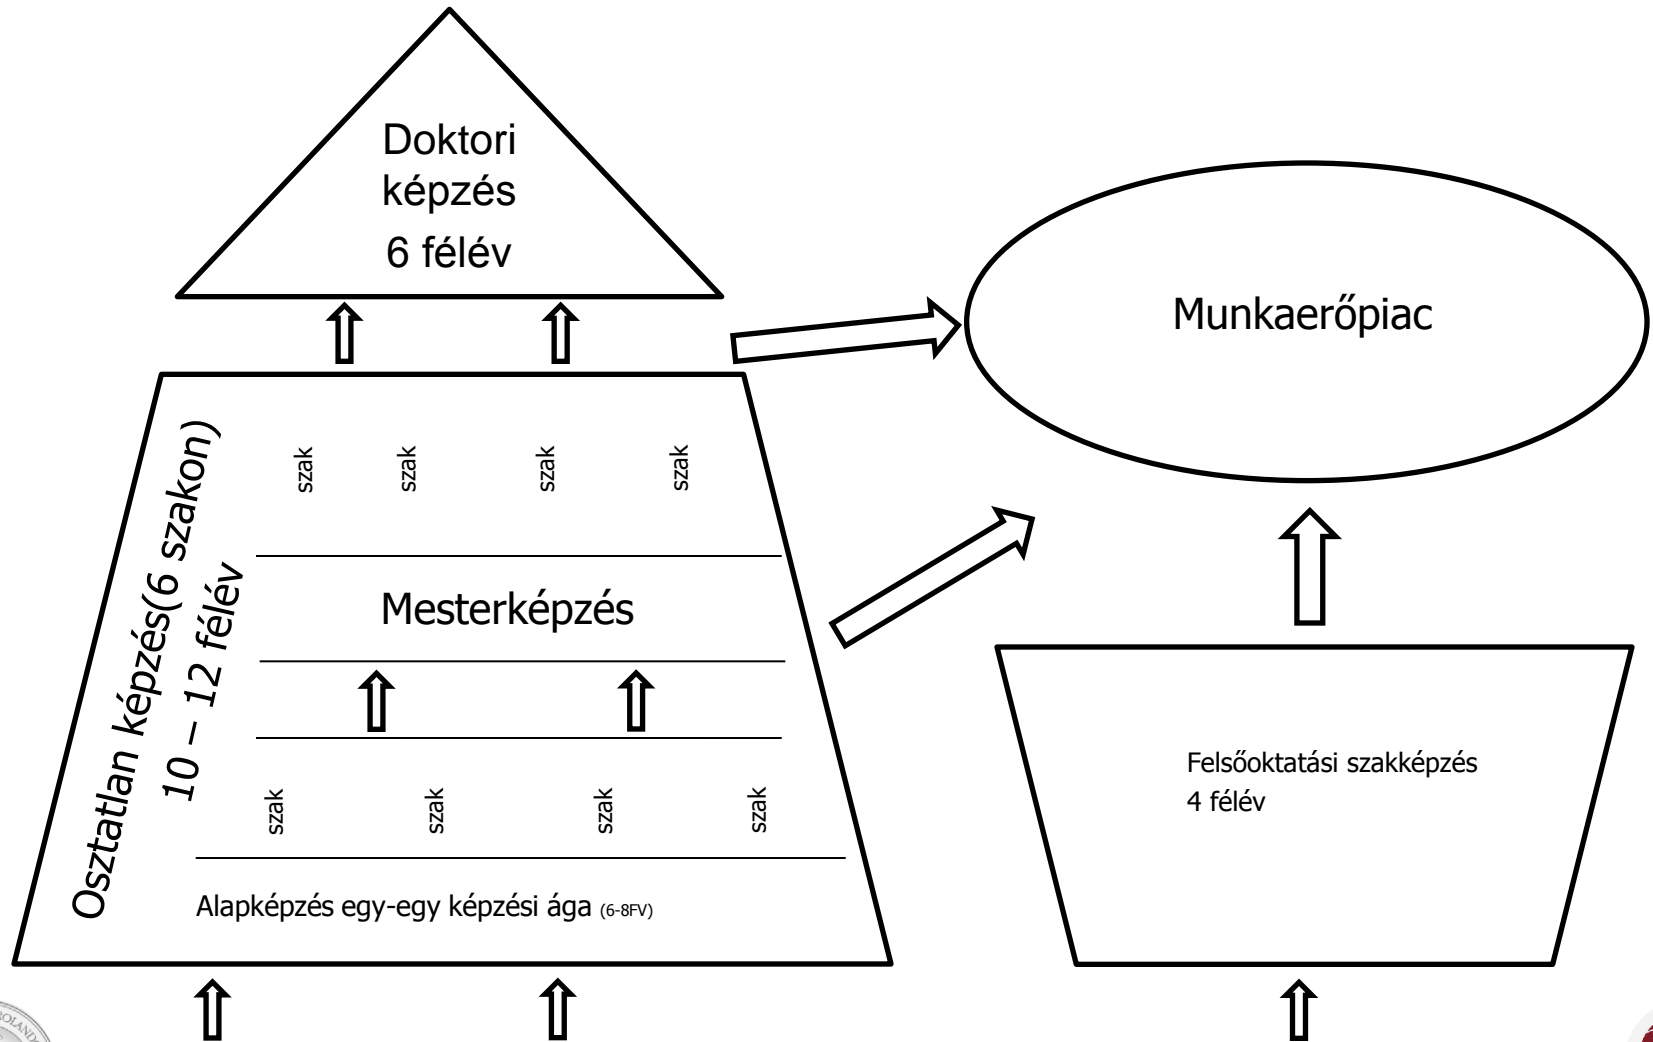 Doktori
képzés
6 félév
Munkaerőpiac
Osztatlan képzés(6 szakon)
10 – 12 félév
szak szak szak szak
Mesterképzés
szak szak szak szak
Alapképzés egy-egy képzési ága (6-8FV)
Felsőoktatási szakképzés
4 félév